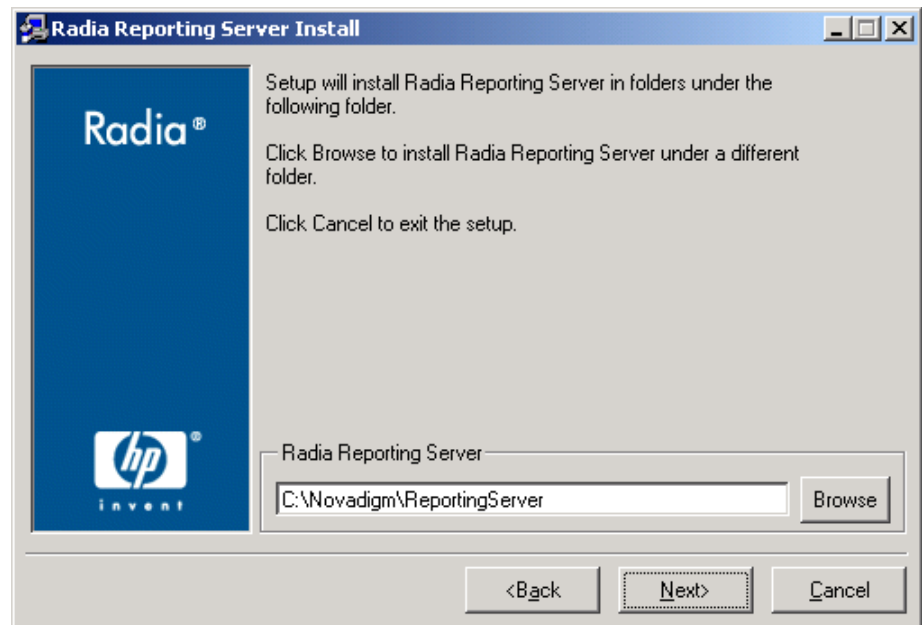 Radia Reporting Server Install
Radia®
Setup will install Radia Reporting Server in folders under the
following folder.
Click Browse to install Radia Reporting Server under a different
folder.
Click Cancel to exit the setup.
hp®
invent
Radia Reporting Server
C:\Novadigm\ReportingServer
Browse
<Back
Next>
Cancel